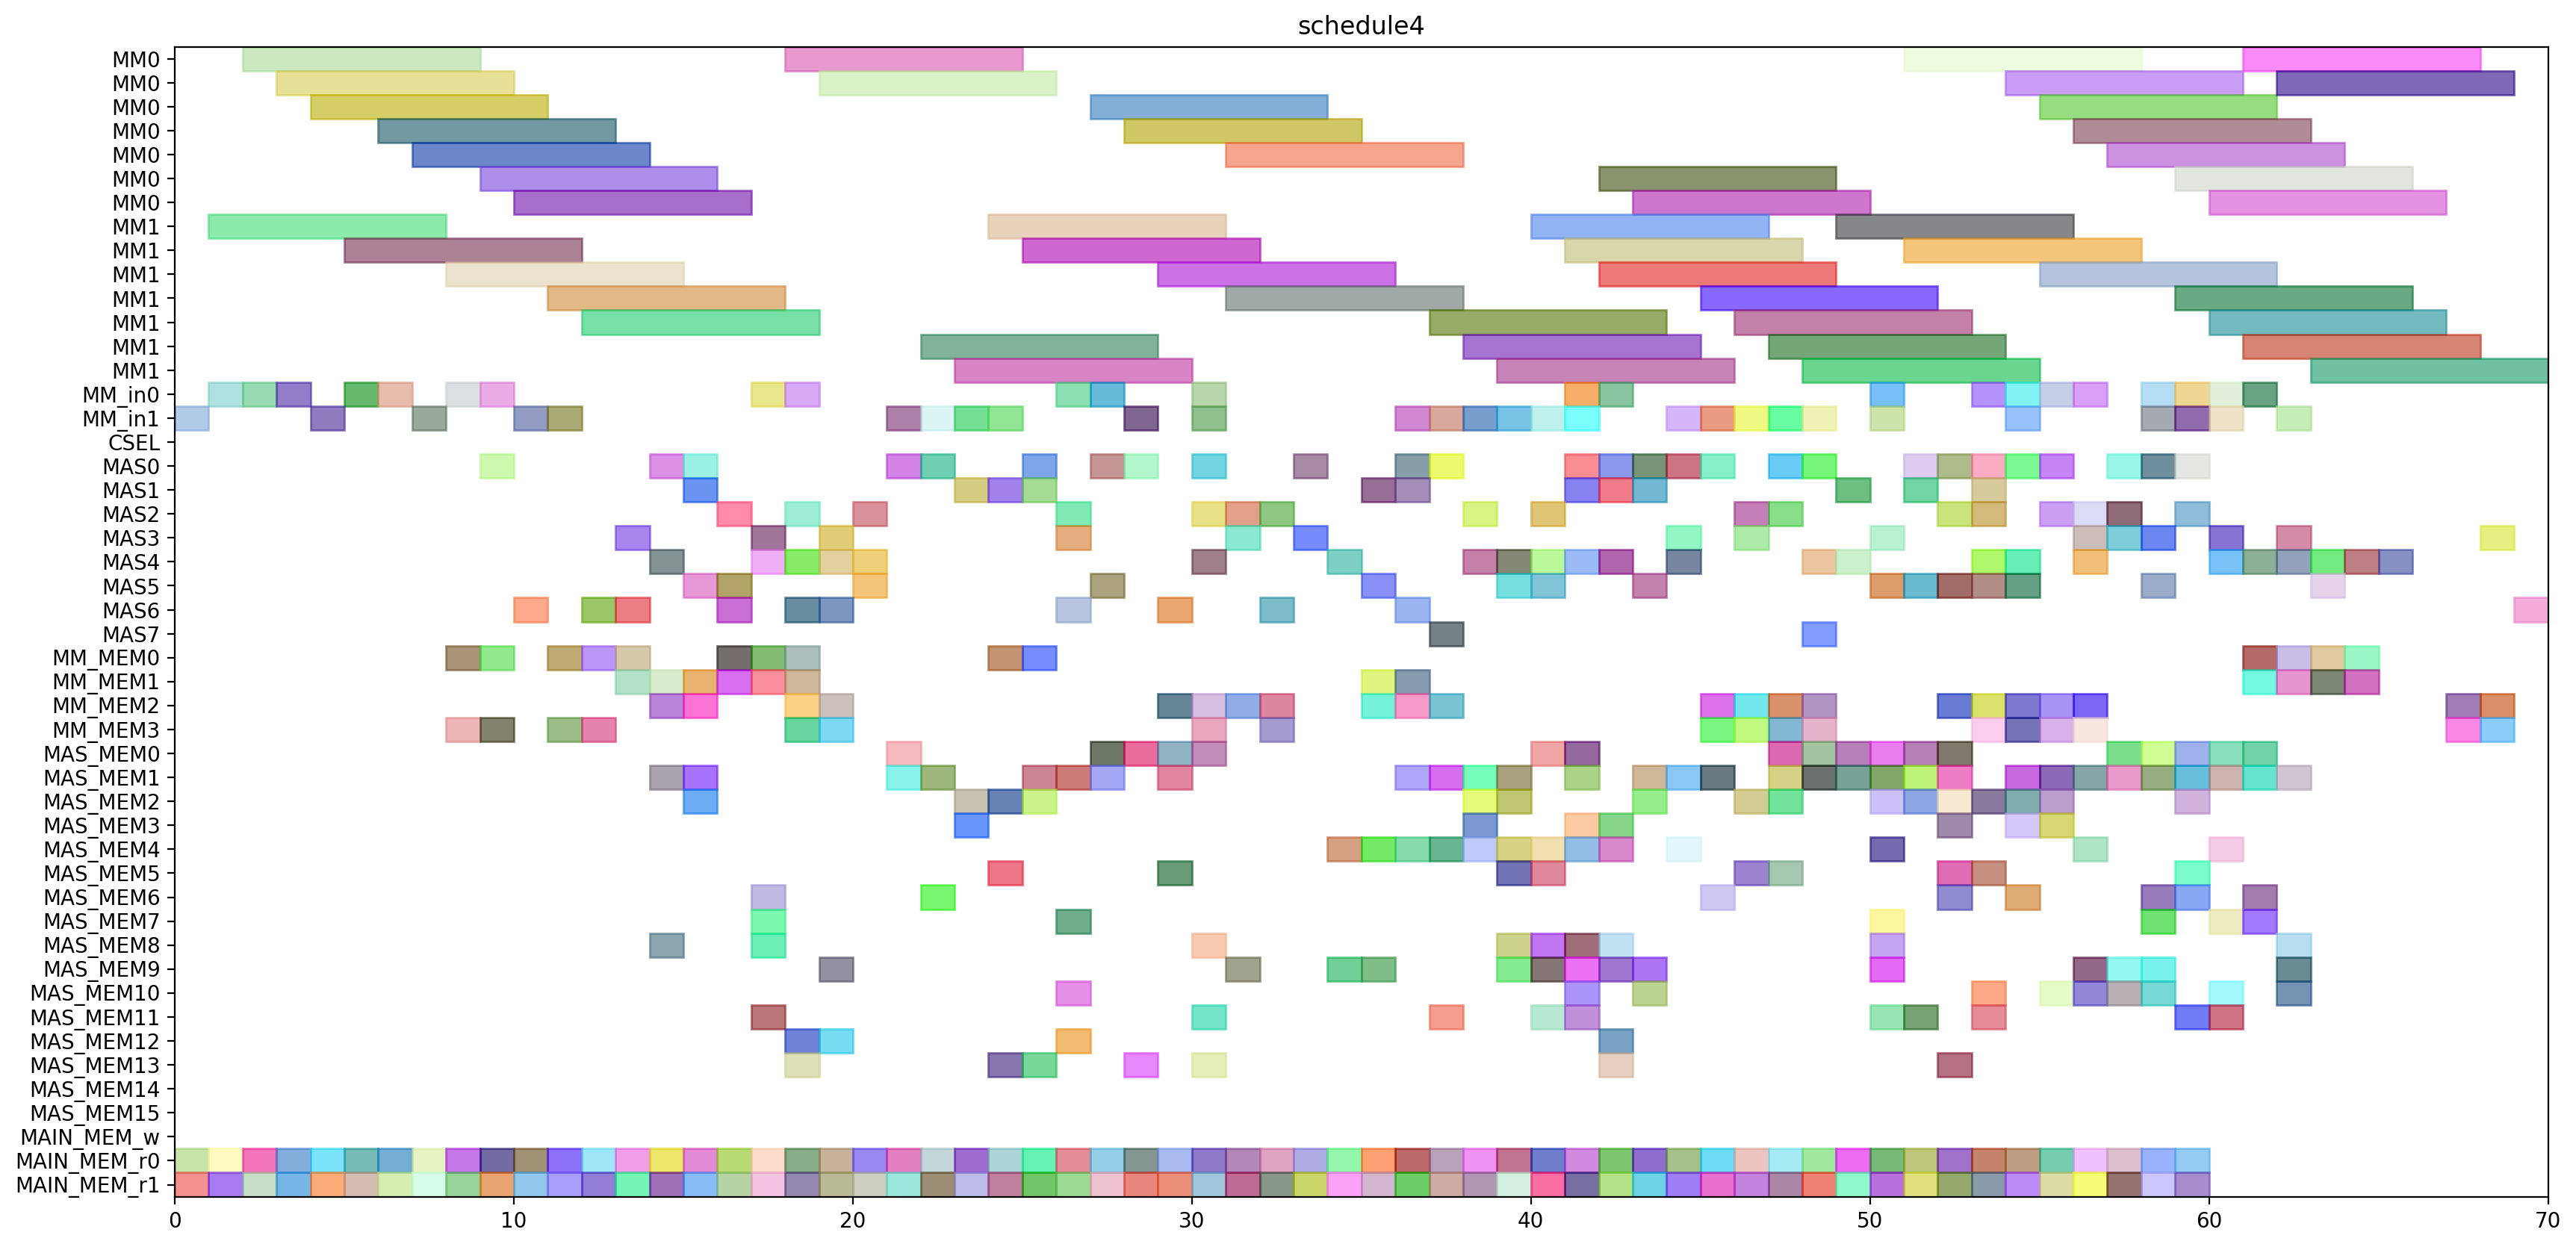 schedule4
MM0
MM0
MM0
MM0
MM0
MM0
MM0
MM1
MM1
MM1
MM1
MM1
MM1
MM1
MM_in0
MM_in1
CSEL
MAS0
MAS1
MAS2
MAS3
MAS4
MAS5
MAS6
MAS7
MM_MEM0
MM_MEM1
MM_MEM2
MM_MEM3
MAS_MEM0
MAS_MEM1
MAS_MEM2
MAS_MEM3
MAS_MEM4
MAS_MEM5
MAS_MEM6
MAS_MEM7
MAS_MEM8
MAS_MEM9
MAS_MEM10
MAS_MEM11
MAS_MEM12
MAS_MEM13
MAS_MEM14
MAS_MEM15
MAIN_MEM_w
MAIN_MEM_r0
MAIN_MEM_r1
0 10 20 30 40 50 60 70